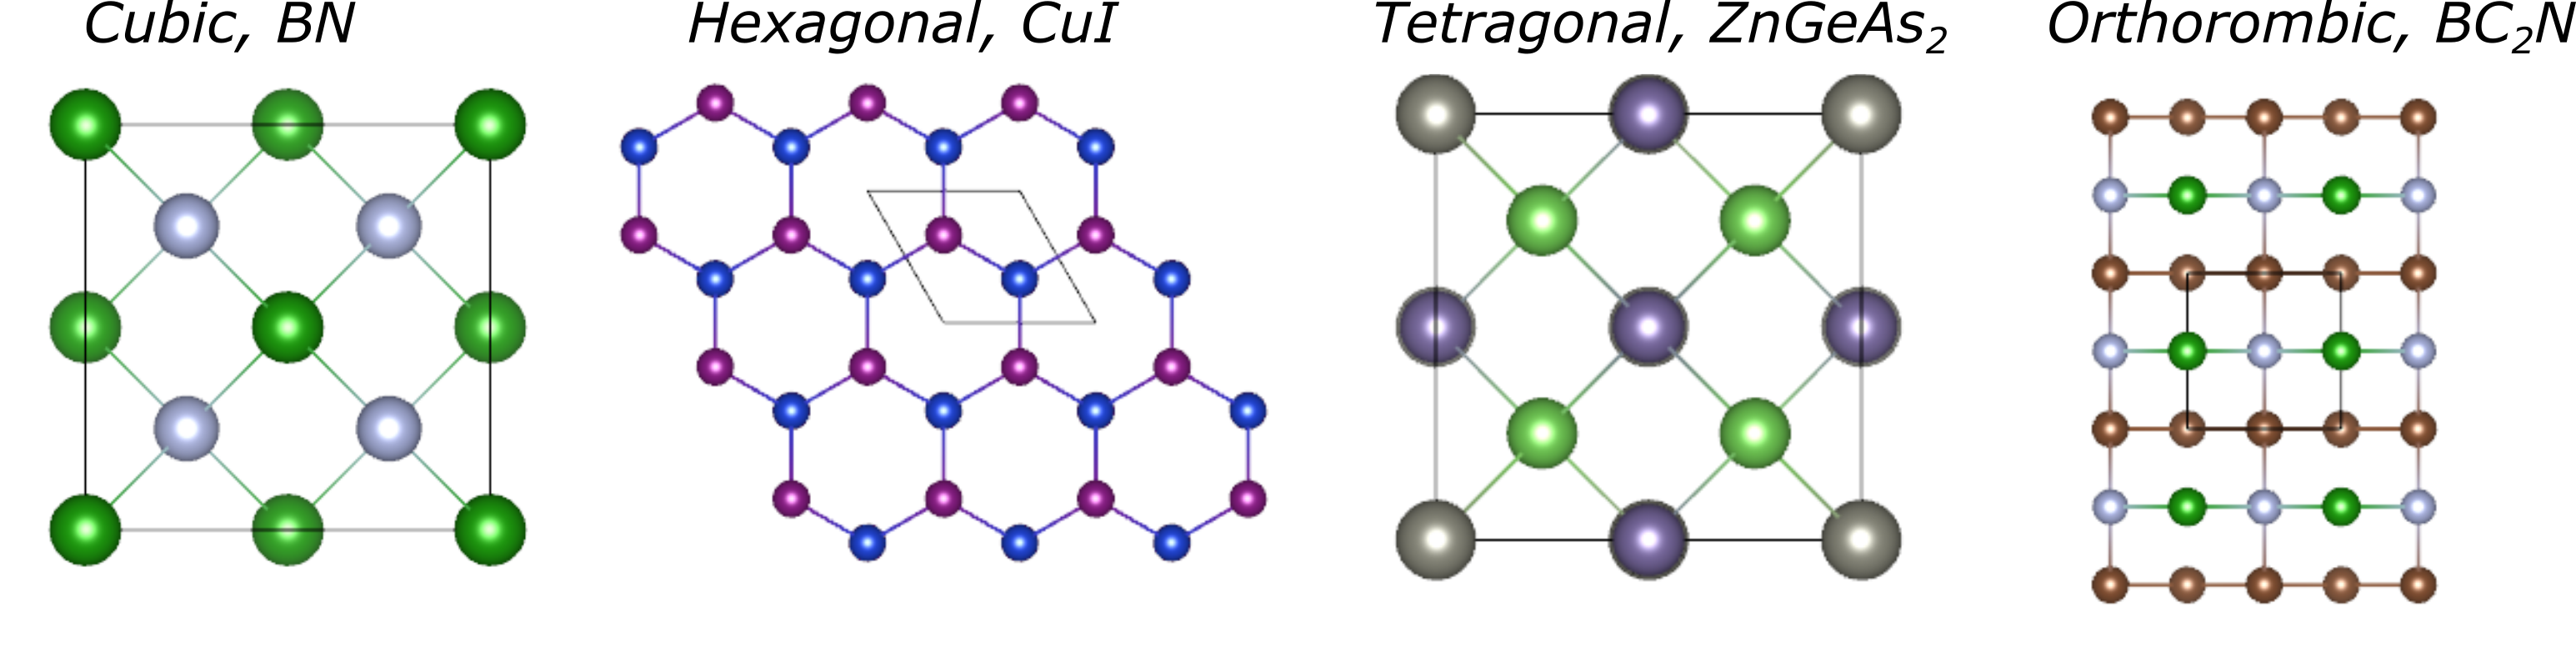 Cubic, BN
Hexagonal, CuI
Tetragonal, ZnGeAs₂
Orthorombic, BC₂N